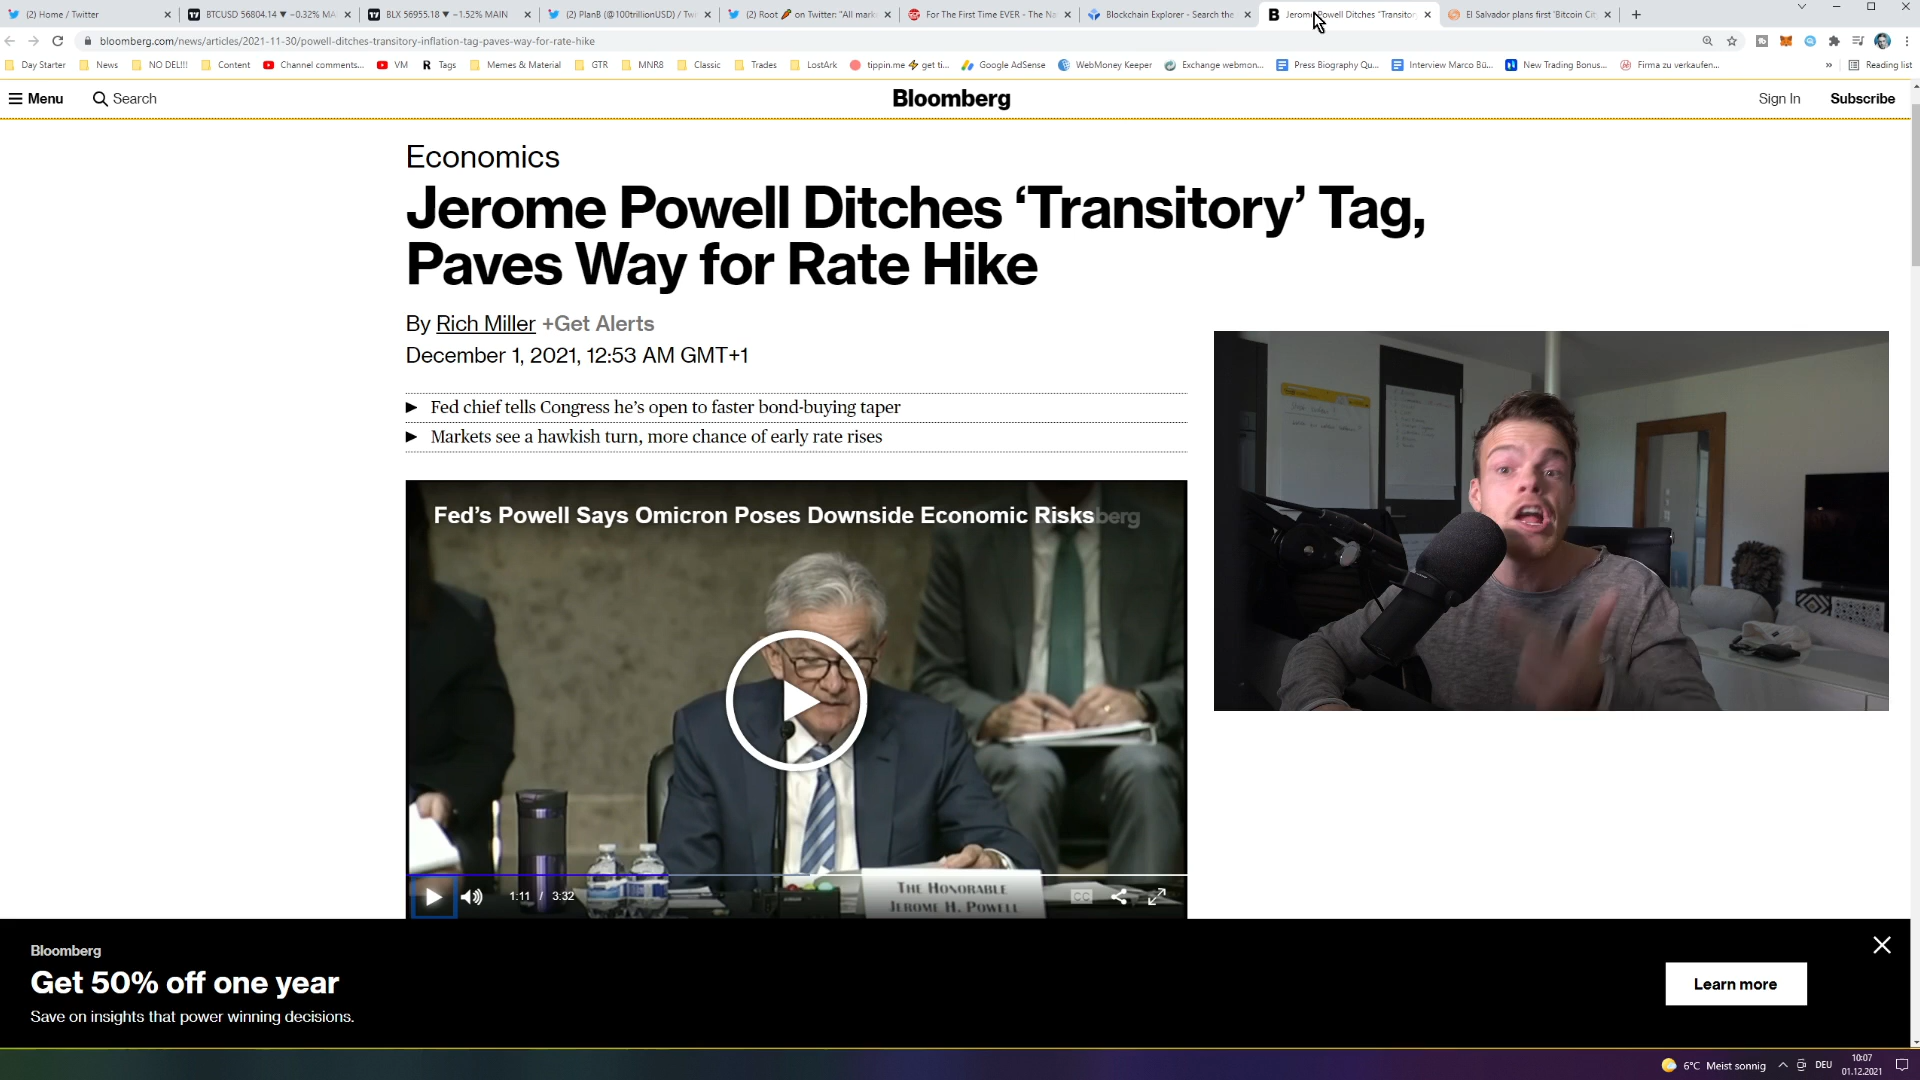 (2) Home / Twitter
BTCUSD 56804.14 ▼ −0.32% MA
BLX 56955.18 ▼ −1.52% MAIN
(2) PlanB (@100trillionUSD) / Twi
(2) Root 🥕 on Twitter: "All mark
For The First Time EVER - The Na
Blockchain Explorer - Search the
Jerome Powell Ditches 'Transitor
El Salvador plans first 'Bitcoin Cit
bloomberg.com/news/articles/2021-11-30/powell-ditches-transitory-inflation-tag-paves-way-for-rate-hike
Day Starter
News
NO DEL!!!
Content
Channel comments...
VM
Tags
Memes & Material
GTR
MNR8
Classic
Trades
LostArk
tippin.me ⚡ get ti...
Google AdSense
WebMoney Keeper
Exchange webmon...
Press Biography Qu...
Interview Marco Bü...
New Trading Bonus...
Firma zu verkaufen...
»
Reading list
Menu
Search
Bloomberg
Sign In
Subscribe
Economics
Jerome Powell Ditches ‘Transitory’ Tag,
Paves Way for Rate Hike
By Rich Miller +Get Alerts
December 1, 2021, 12:53 AM GMT+1
Fed chief tells Congress he’s open to faster bond-buying taper
Markets see a hawkish turn, more chance of early rate rises
Fed’s Powell Says Omicron Poses Downside Economic Risks
berg
THE HONORABLE
JEROME H. POWELL
1:11 / 3:32
CC
Bloomberg
Get 50% off one year
Save on insights that power winning decisions.
Learn more
6°C Meist sonnig
DEU
10:07
01.12.2021